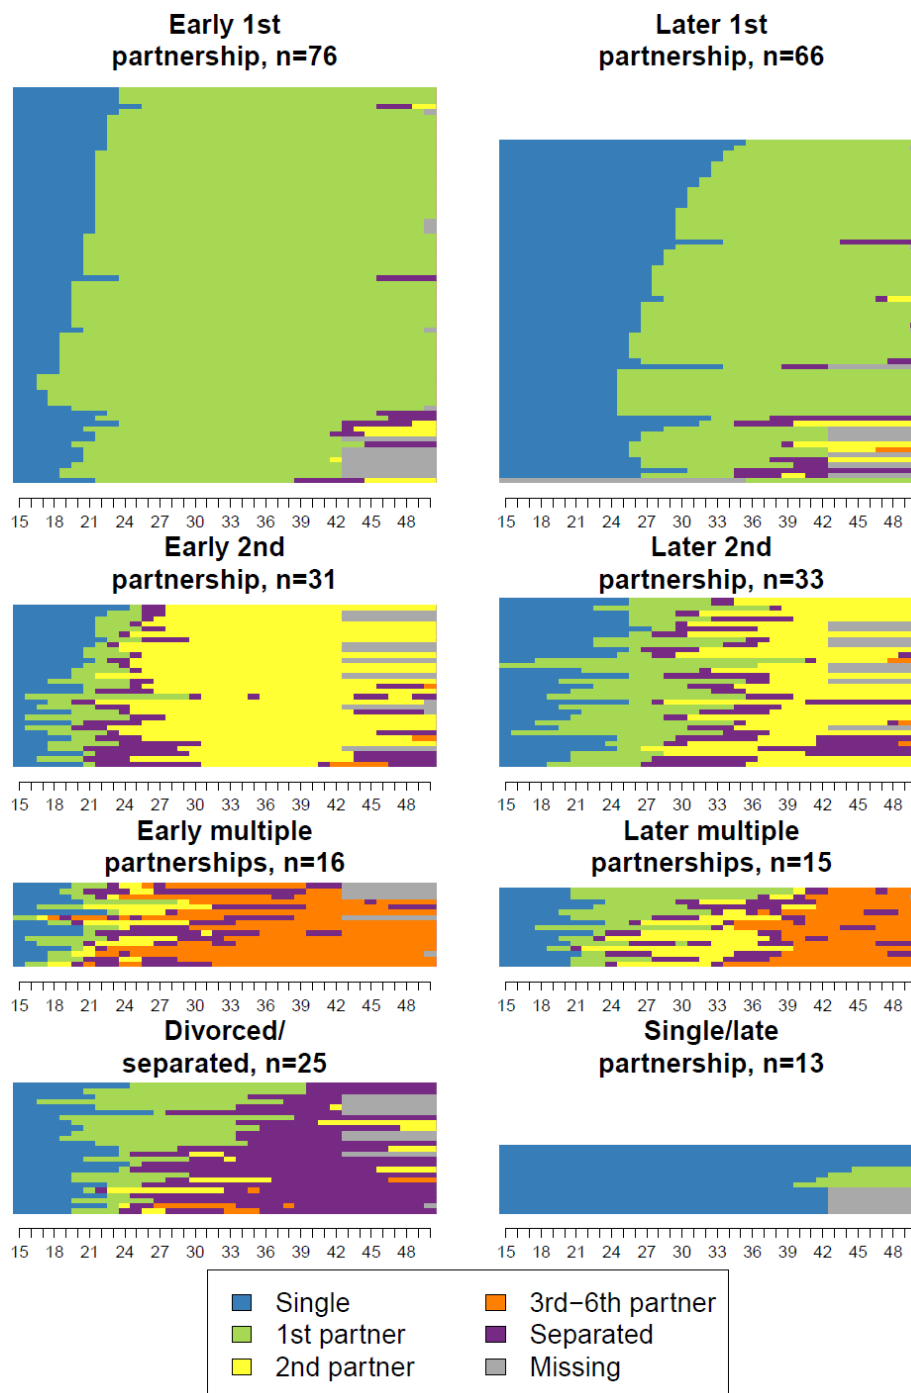 Early 1st
partnership, n=76
Later 1st
partnership, n=66
15 18 21 24 27 30 33 36 39 42 45 48
15 18 21 24 27 30 33 36 39 42 45 48
Early 2nd
partnership, n=31
Later 2nd
partnership, n=33
15 18 21 24 27 30 33 36 39 42 45 48
15 18 21 24 27 30 33 36 39 42 45 48
Early multiple
partnerships, n=16
Later multiple
partnerships, n=15
15 18 21 24 27 30 33 36 39 42 45 48
15 18 21 24 27 30 33 36 39 42 45 48
Divorced/
separated, n=25
Single/late
partnership, n=13
15 18 21 24 27 30 33 36 39 42 45 48
15 18 21 24 27 30 33 36 39 42 45 48
Single
1st partner
2nd partner
3rd−6th partner
Separated
Missing